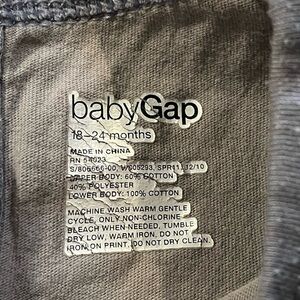 babyGap
18–24 months
MADE IN CHINA
RN 54023
UPPER BODY: 60% COTTON
40% POLYESTER
LOWER BODY: 100% COTTON
MACHINE WASH WARM GENTLE
CYCLE, ONLY NON-CHLORINE
BLEACH WHEN NEEDED, TUMBLE
DRY LOW, WARM IRON, DO NOT
IRON ON PRINT, DO NOT DRY CLEAN.